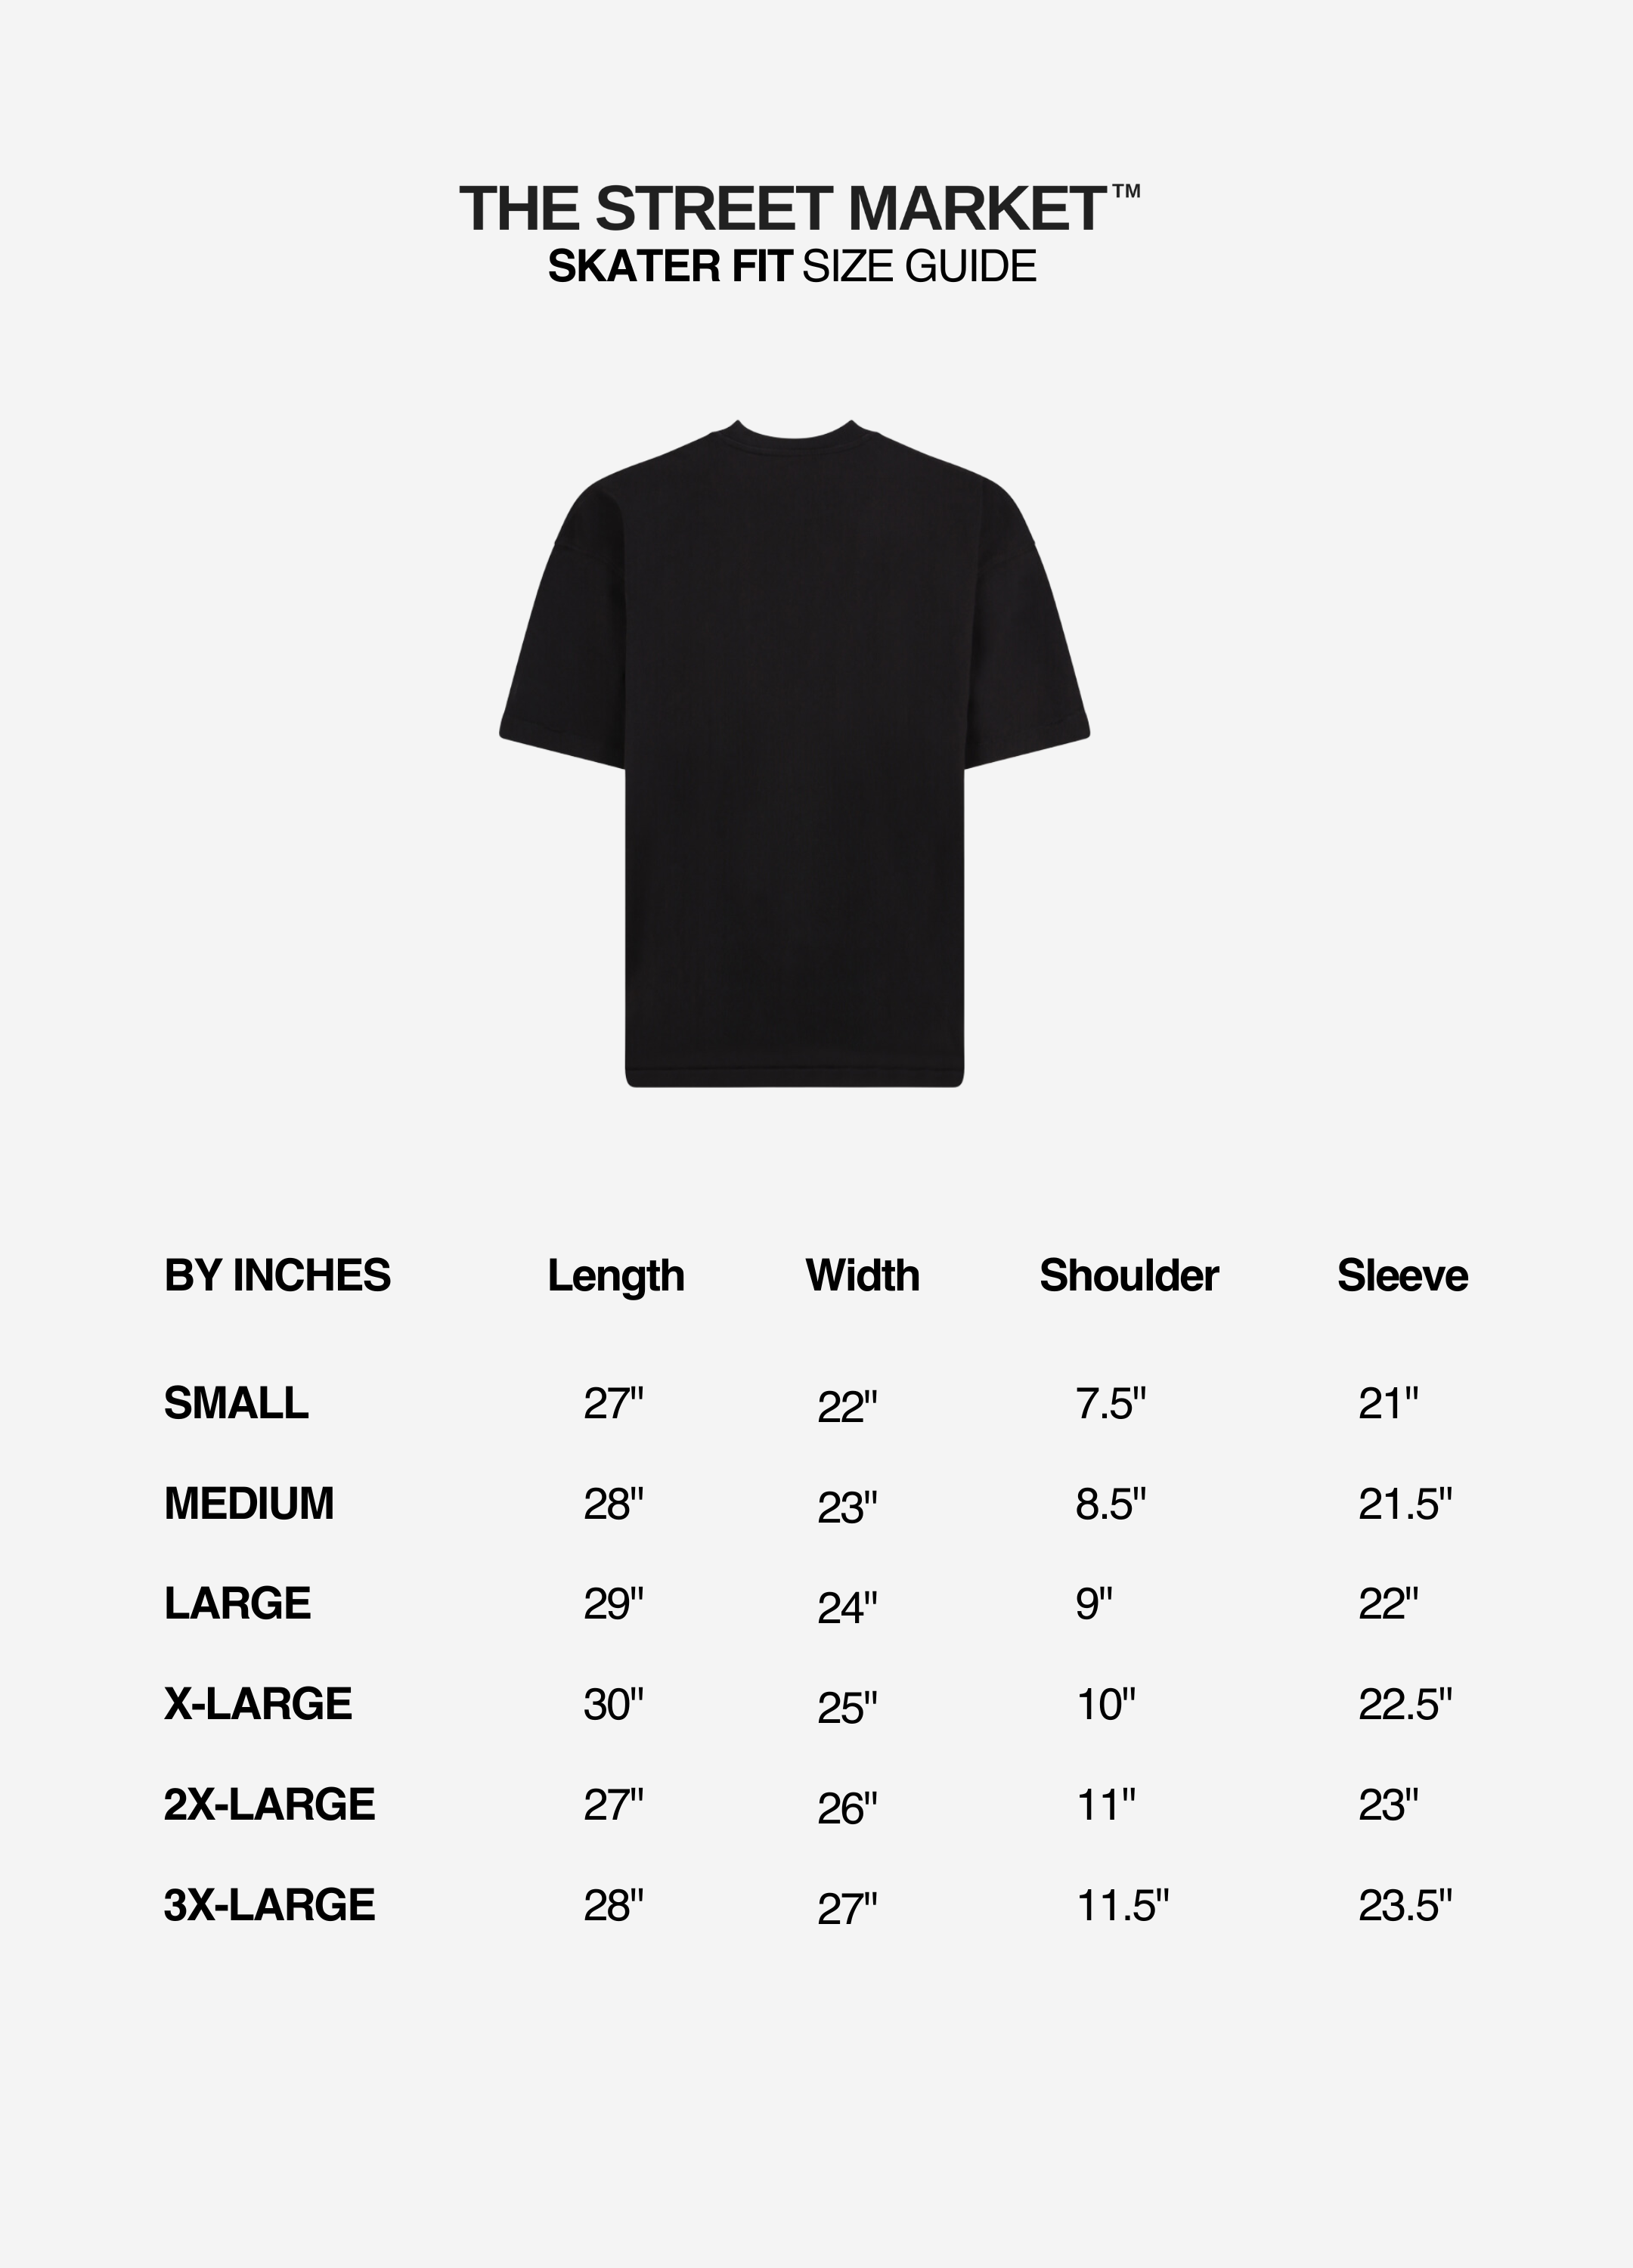 THE STREET MARKET™
SKATER FIT SIZE GUIDE
BY INCHES Length Width Shoulder Sleeve
SMALL 27" 22" 7.5" 21"
MEDIUM 28" 23" 8.5" 21.5"
LARGE 29" 24" 9" 22"
X-LARGE 30" 25" 10" 22.5"
2X-LARGE 27" 26" 11" 23"
3X-LARGE 28" 27" 11.5" 23.5"